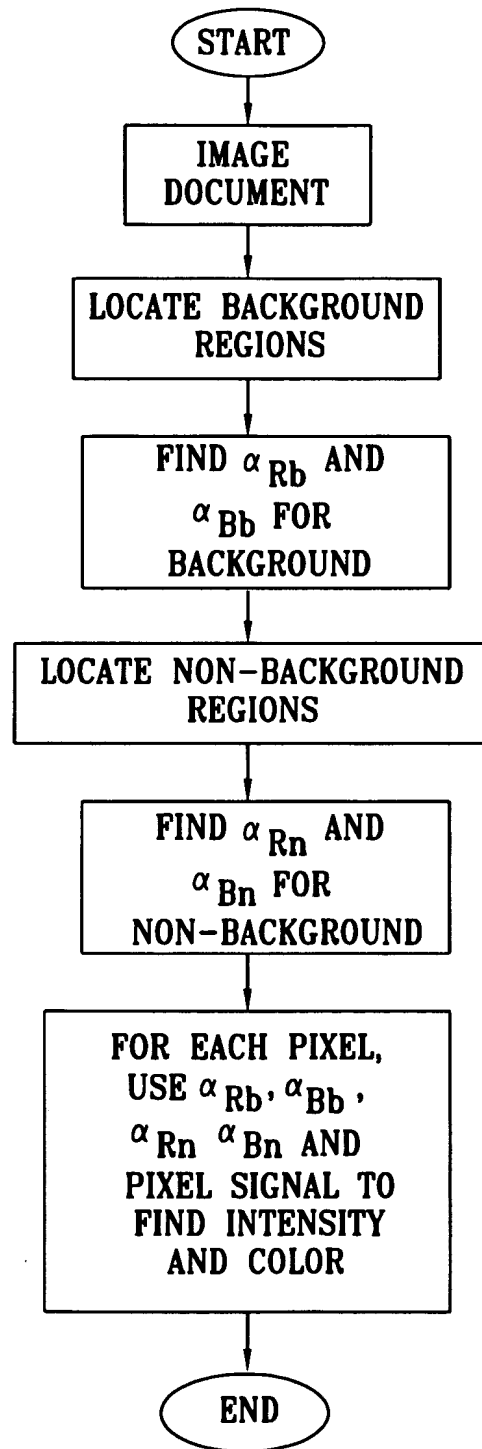 START
IMAGE
DOCUMENT
LOCATE BACKGROUND
REGIONS
FIND α Rb AND
α Bb FOR
BACKGROUND
LOCATE NON-BACKGROUND
REGIONS
FIND α Rn AND
α Bn FOR
NON-BACKGROUND
FOR EACH PIXEL,
USE α Rb, α Bb,
α Rn α Bn AND
PIXEL SIGNAL TO
FIND INTENSITY
AND COLOR
END